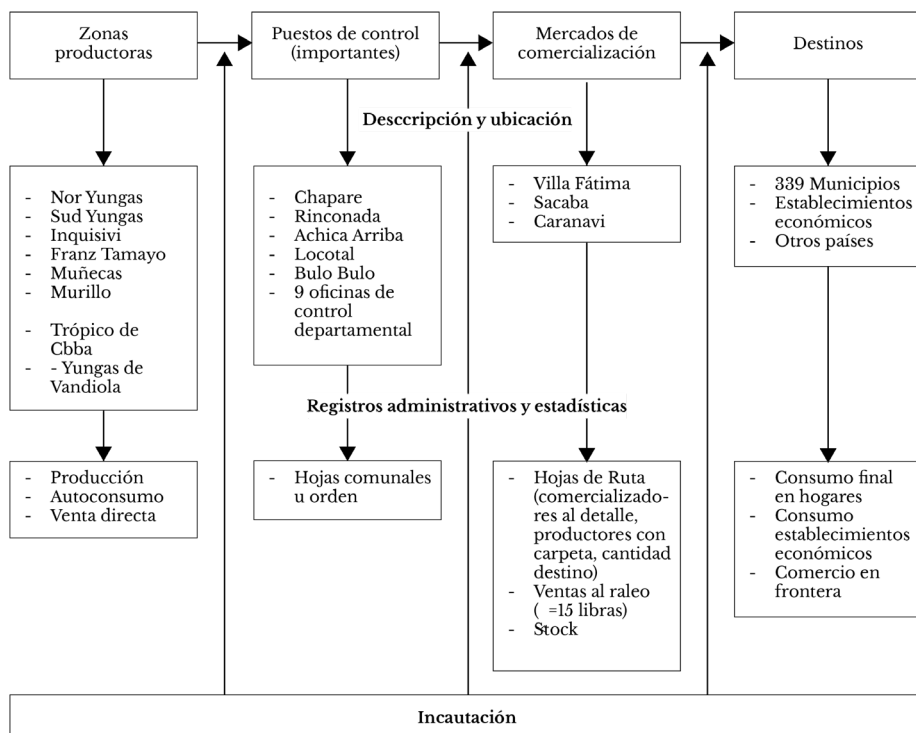 Zonas
productoras
Puestos de control
(importantes)
Mercados de
comercialización
Destinos
Desccripción y ubicación
- Nor Yungas
- Sud Yungas
- Inquisivi
- Franz Tamayo
- Muñecas
- Murillo
- Trópico de
Cbba
- - Yungas de
Vandiola
- Chapare
- Rinconada
- Achica Arriba
- Locotal
- Bulo Bulo
- 9 oficinas de
control
departamental
- Villa Fátima
- Sacaba
- Caranavi
- 339 Municipios
- Establecimientos
económicos
- Otros países
Registros administrativos y estadísticas
- Producción
- Autoconsumo
- Venta directa
- Hojas comunales
u orden
- Hojas de Ruta
(comercializado-
res al detalle,
productores con
carpeta, cantidad
destino)
- Ventas al raleo
( =15 libras)
- Stock
- Consumo final
en hogares
- Consumo
establecimientos
económicos
- Comercio en
frontera
Incautación